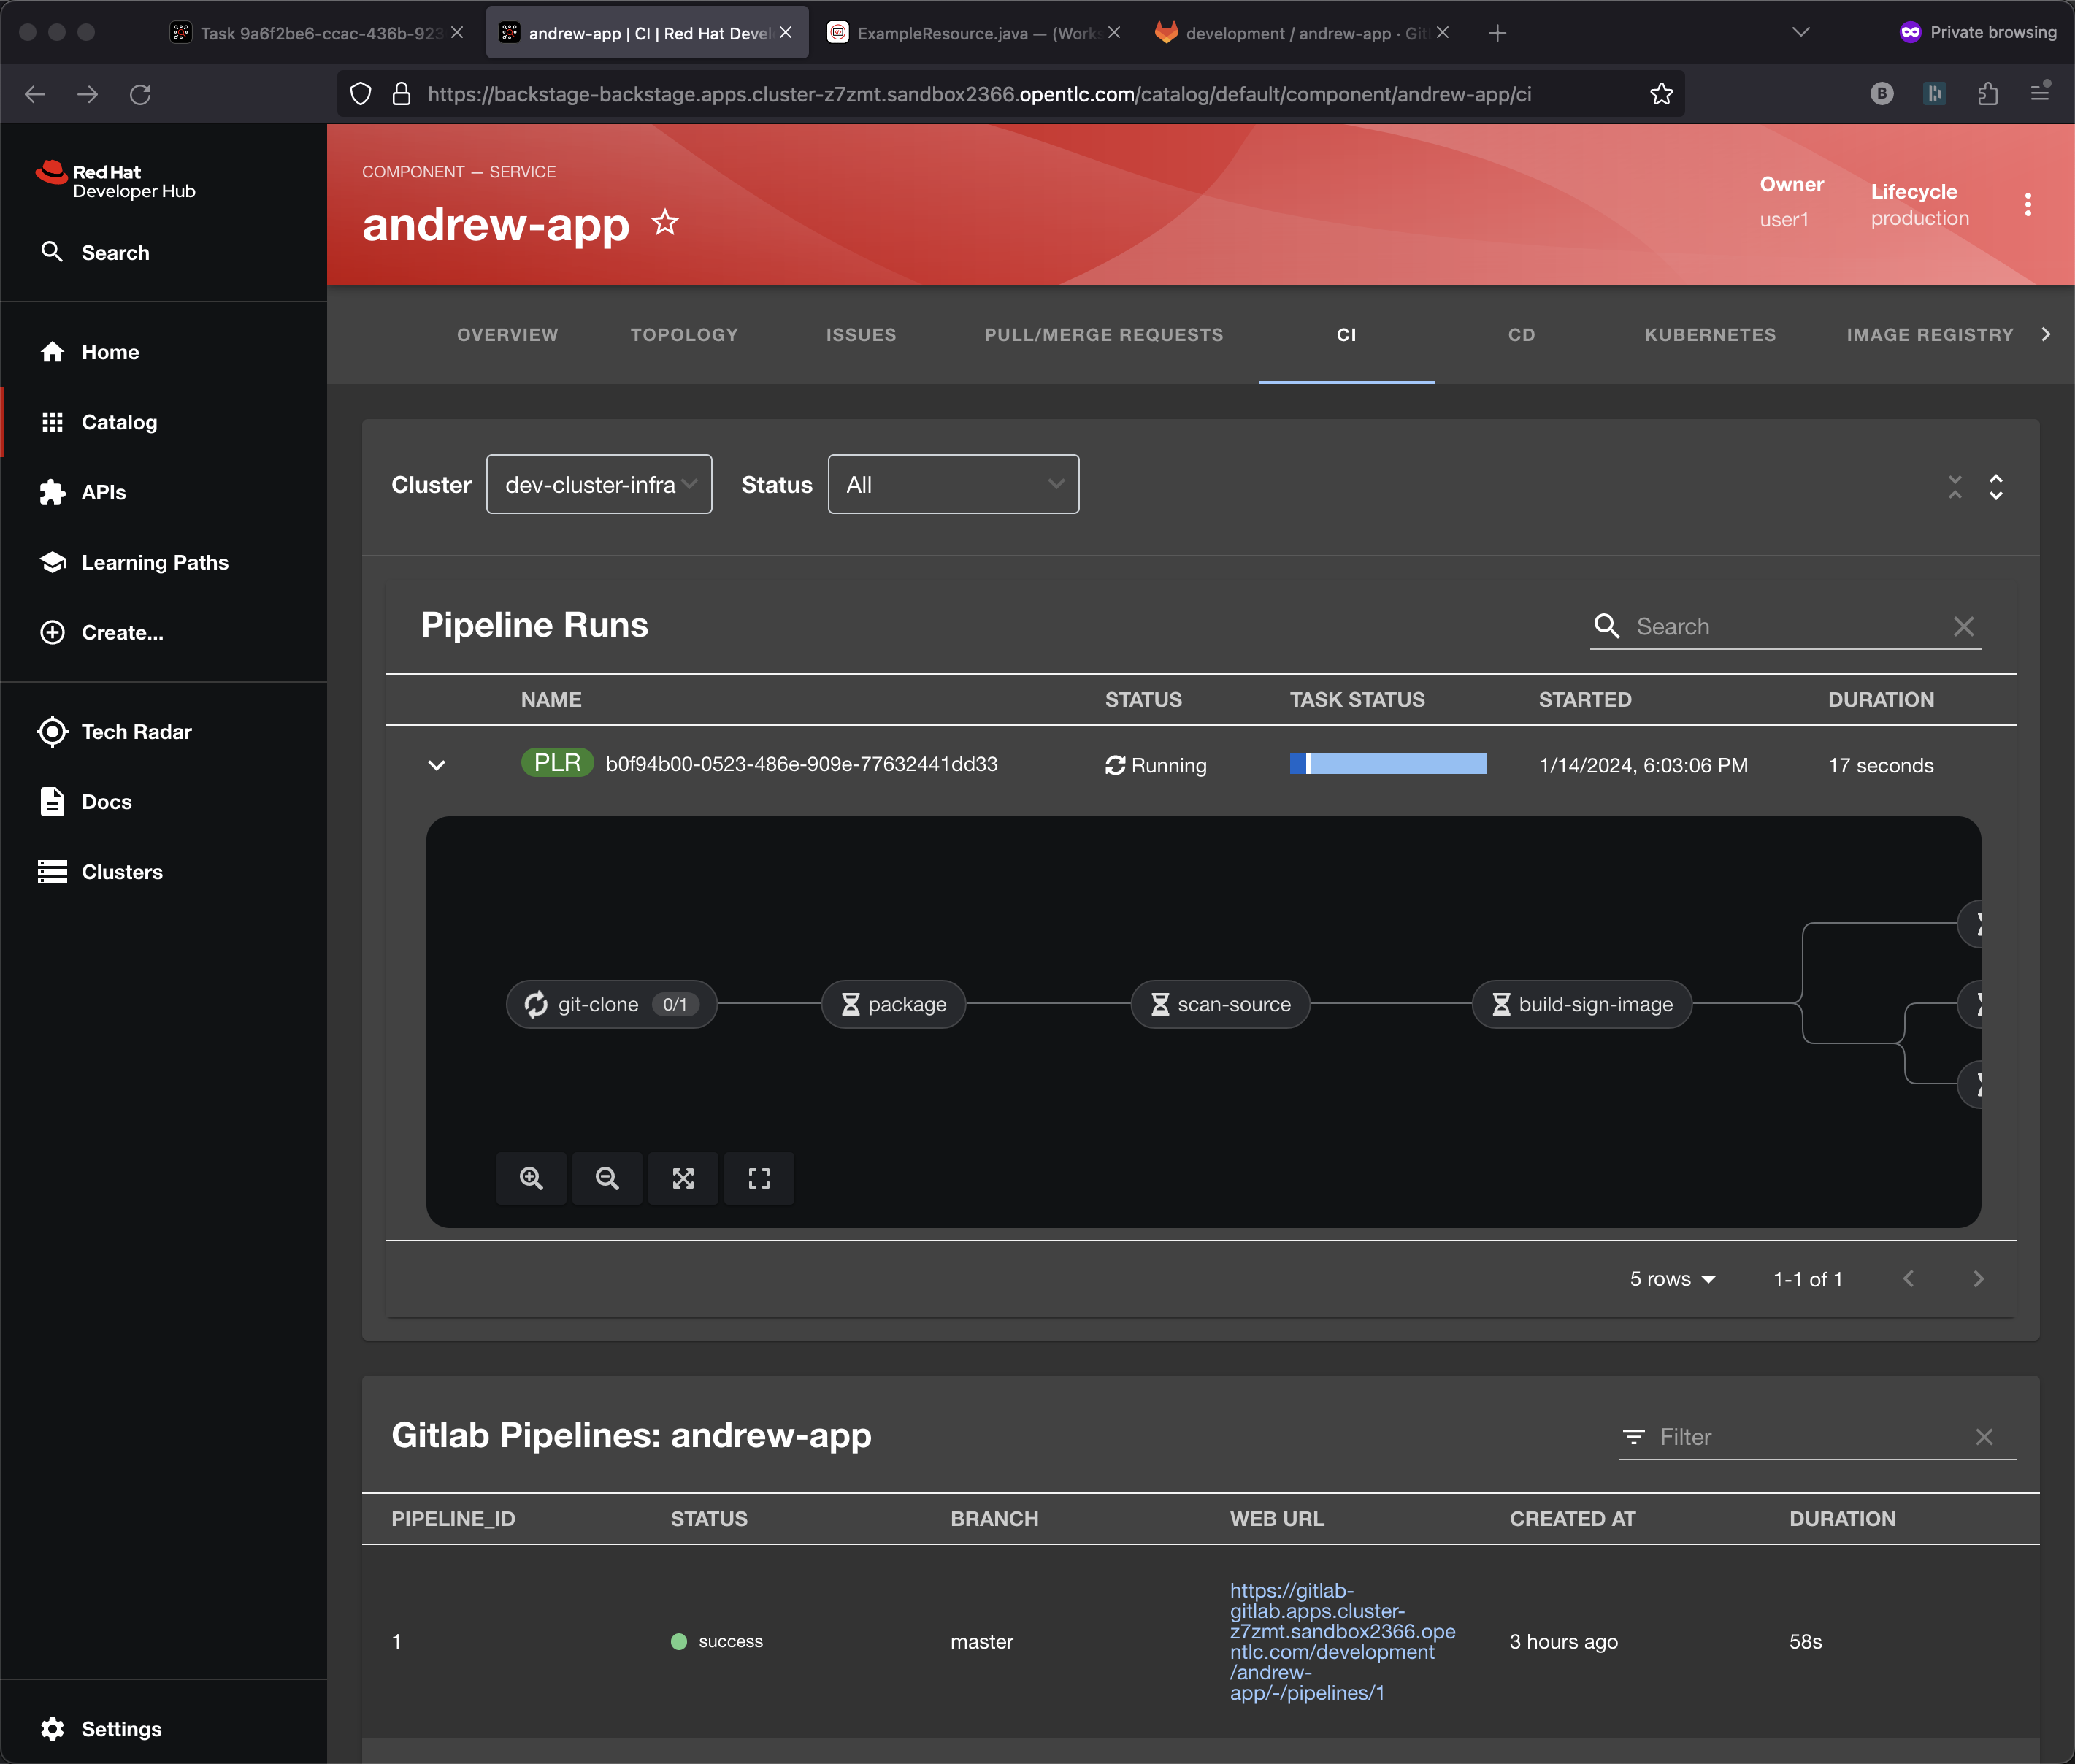 Task 9a6f2be6-ccac-436b-923
andrew-app | CI | Red Hat Devel
ExampleResource.java — (Works
development / andrew-app · Git
Private browsing
https://backstage-backstage.apps.cluster-z7zmt.sandbox2366.opentlc.com/catalog/default/component/andrew-app/ci
B
Red Hat
Developer Hub
Search
Home
Catalog
APIs
Learning Paths
Create...
Tech Radar
Docs
Clusters
Settings
COMPONENT — SERVICE
andrew-app
Owner
user1
Lifecycle
production
OVERVIEW
TOPOLOGY
ISSUES
PULL/MERGE REQUESTS
CI
CD
KUBERNETES
IMAGE REGISTRY
Cluster
dev-cluster-infra
Status
All
Pipeline Runs
Search
NAME
STATUS
TASK STATUS
STARTED
DURATION
PLR
b0f94b00-0523-486e-909e-77632441dd33
Running
1/14/2024, 6:03:06 PM
17 seconds
git-clone
0/1
package
scan-source
build-sign-image
5 rows
1-1 of 1
Gitlab Pipelines: andrew-app
Filter
PIPELINE_ID
STATUS
BRANCH
WEB URL
CREATED AT
DURATION
1
success
master
https://gitlab-
gitlab.apps.cluster-
z7zmt.sandbox2366.ope
ntlc.com/development
/andrew-
app/-/pipelines/1
3 hours ago
58s